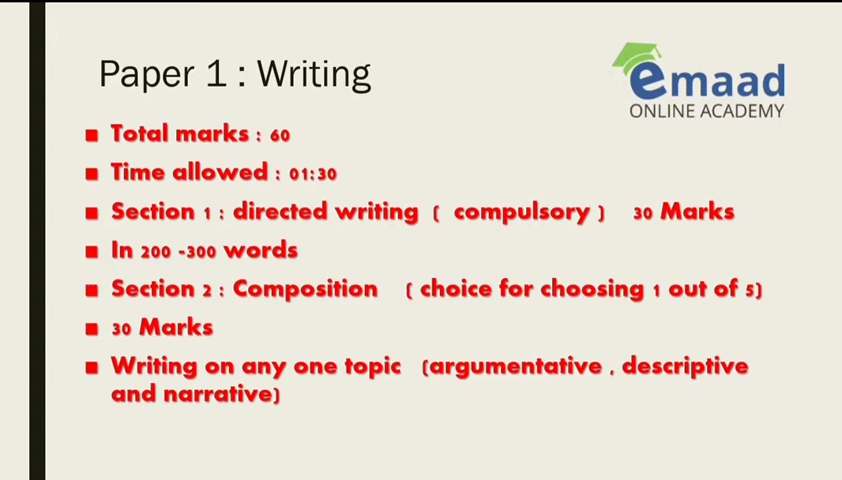 Paper 1 : Writing
emaad
ONLINE ACADEMY
Total marks : 60
Time allowed : 01:30
Section 1 : directed writing ( compulsory ) 30 Marks
In 200 -300 words
Section 2 : Composition ( choice for choosing 1 out of 5)
30 Marks
Writing on any one topic (argumentative , descriptive
and narrative)